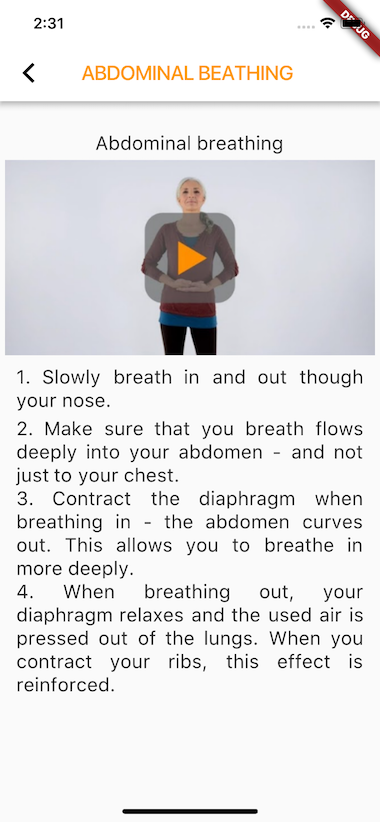 2:31
DEBUG
ABDOMINAL BEATHING
Abdominal breathing
1. Slowly breath in and out though
your nose.
2. Make sure that you breath flows
deeply into your abdomen - and not
just to your chest.
3. Contract the diaphragm when
breathing in - the abdomen curves
out. This allows you to breathe in
more deeply.
4. When breathing out, your
diaphragm relaxes and the used air is
pressed out of the lungs. When you
contract your ribs, this effect is
reinforced.